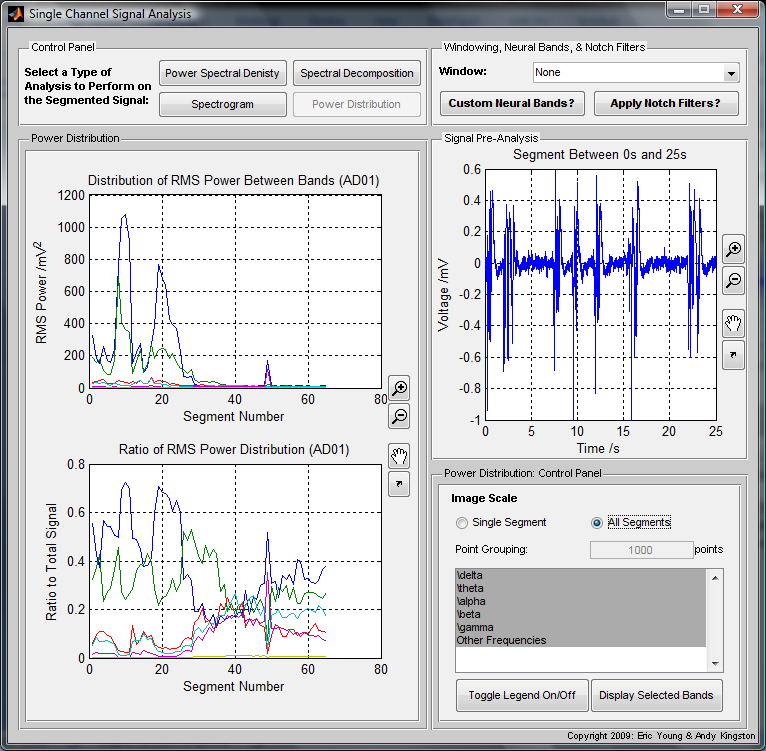 Single Channel Signal Analysis
Control Panel
Select a Type of
Analysis to Perform on
the Segmented Signal:
Power Spectral Denisty
Spectral Decomposition
Spectrogram
Power Distribution
Windowing, Neural Bands, & Notch Filters
Window:
None
Custom Neural Bands?
Apply Notch Filters?
Power Distribution
Distribution of RMS Power Between Bands (AD01)
RMS Power /mV²
1200
1000
800
600
400
200
0
0 20 40 60 80
Segment Number
Ratio of RMS Power Distribution (AD01)
Ratio to Total Signal
0.8
0.6
0.4
0.2
0
0 20 40 60 80
Segment Number
Signal Pre-Analysis
Segment Between 0s and 25s
Voltage /mV
0.6
0.4
0.2
0
-0.2
-0.4
-0.6
-0.8
-1
0 5 10 15 20 25
Time /s
Power Distribution: Control Panel
Image Scale
Single Segment
All Segments
Point Grouping:
1000
points
\delta
\theta
\alpha
\beta
\gamma
Other Frequencies
Toggle Legend On/Off
Display Selected Bands
Copyright 2009: Eric Young & Andy Kingston